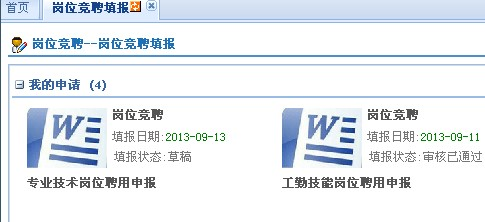 首页 岗位竞聘填报
岗位竞聘--岗位竞聘填报
我的申请 (4)
岗位竞聘
填报日期:2013-09-13
填报状态:草稿
专业技术岗位聘用申报
岗位竞聘
填报日期:2013-09-11
填报状态:审核已通过
工勤技能岗位聘用申报